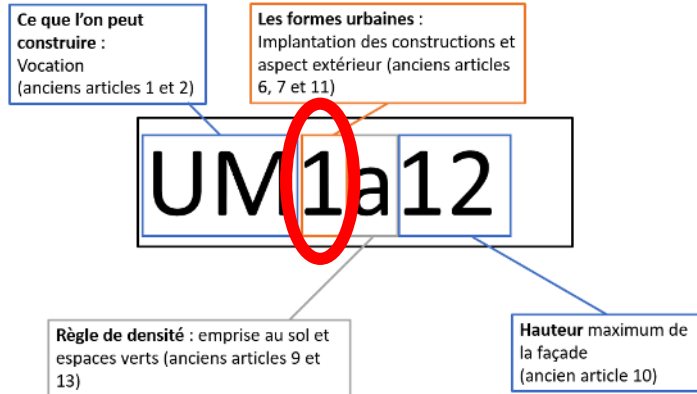 Ce que l'on peut
construire :
Vocation
(anciens articles 1 et 2)
Les formes urbaines :
Implantation des constructions et
aspect extérieur (anciens articles
6, 7 et 11)
UM1a12
Règle de densité : emprise au sol et
espaces verts (anciens articles 9 et
13)
Hauteur maximum de
la façade
(ancien article 10)